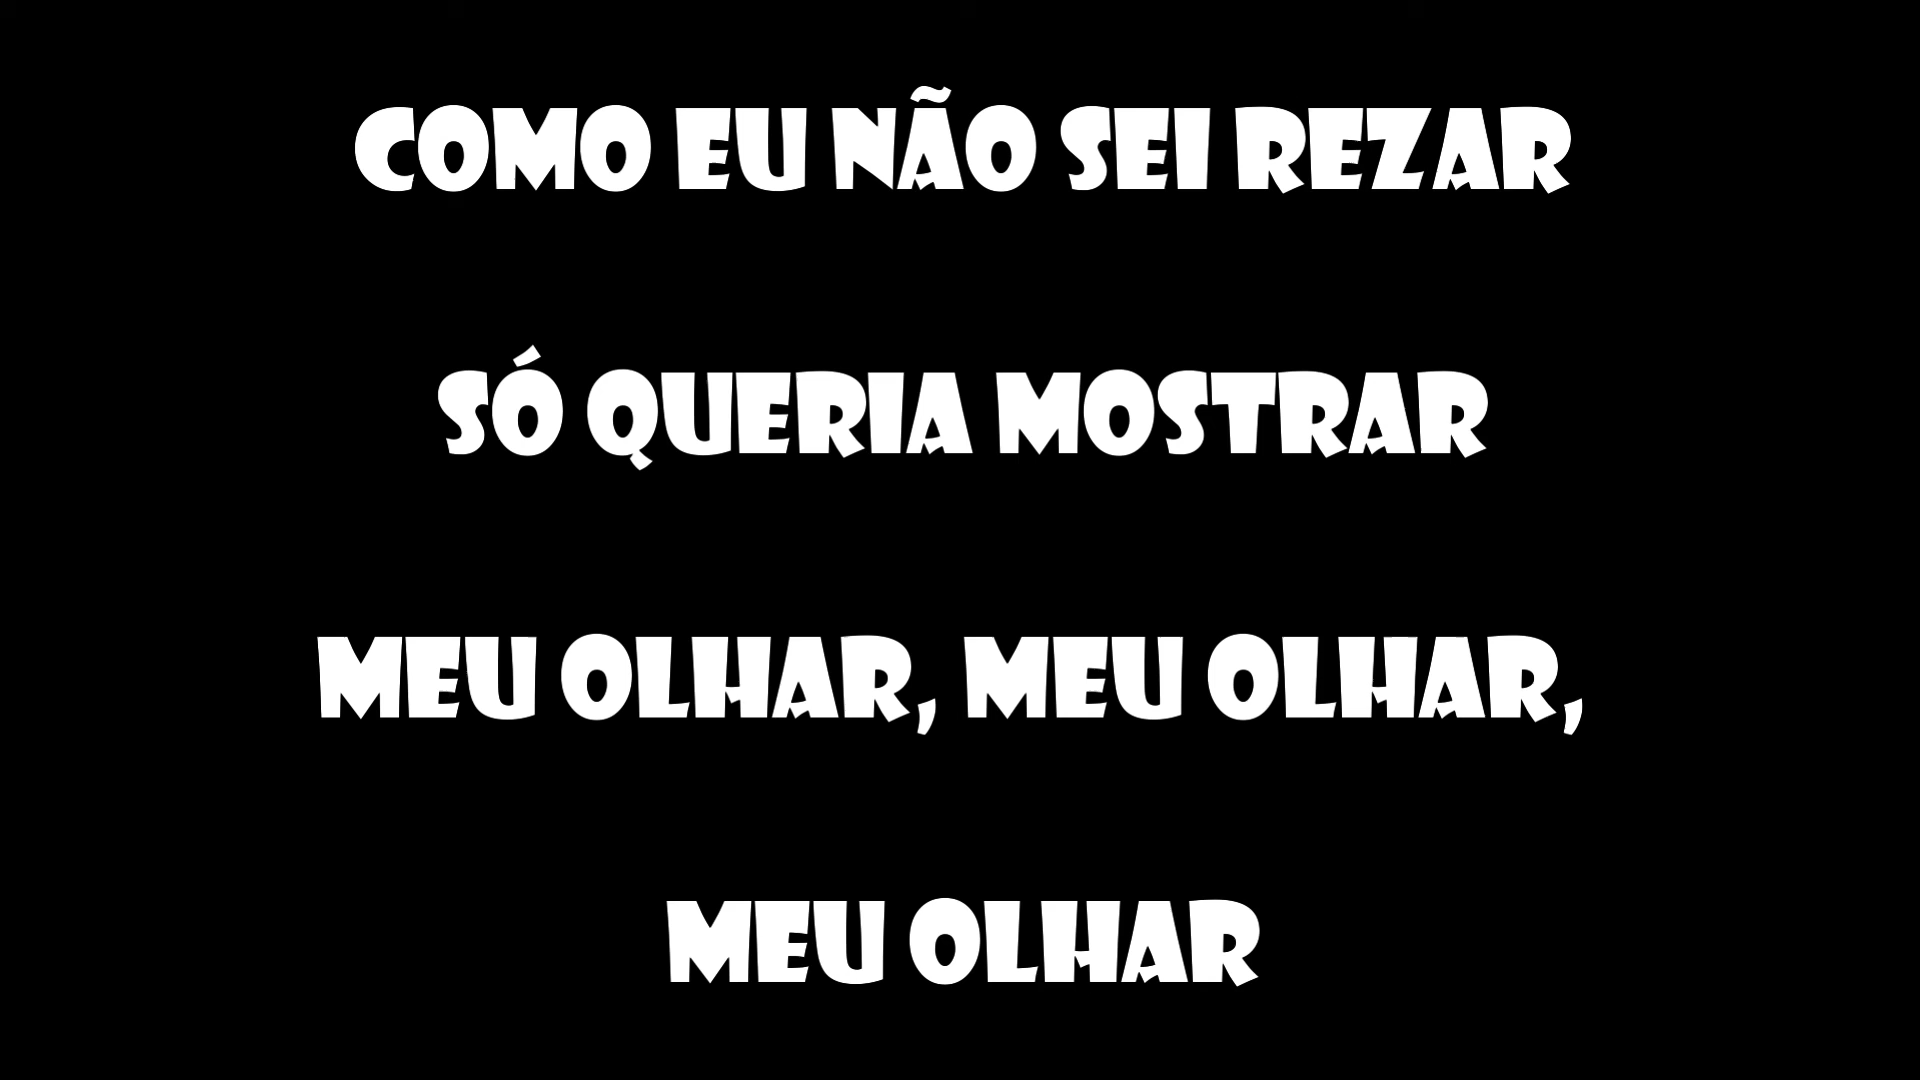 COMO EU NÃO SEI REZAR
SÓ QUERIA MOSTRAR
MEU OLHAR, MEU OLHAR,
MEU OLHAR